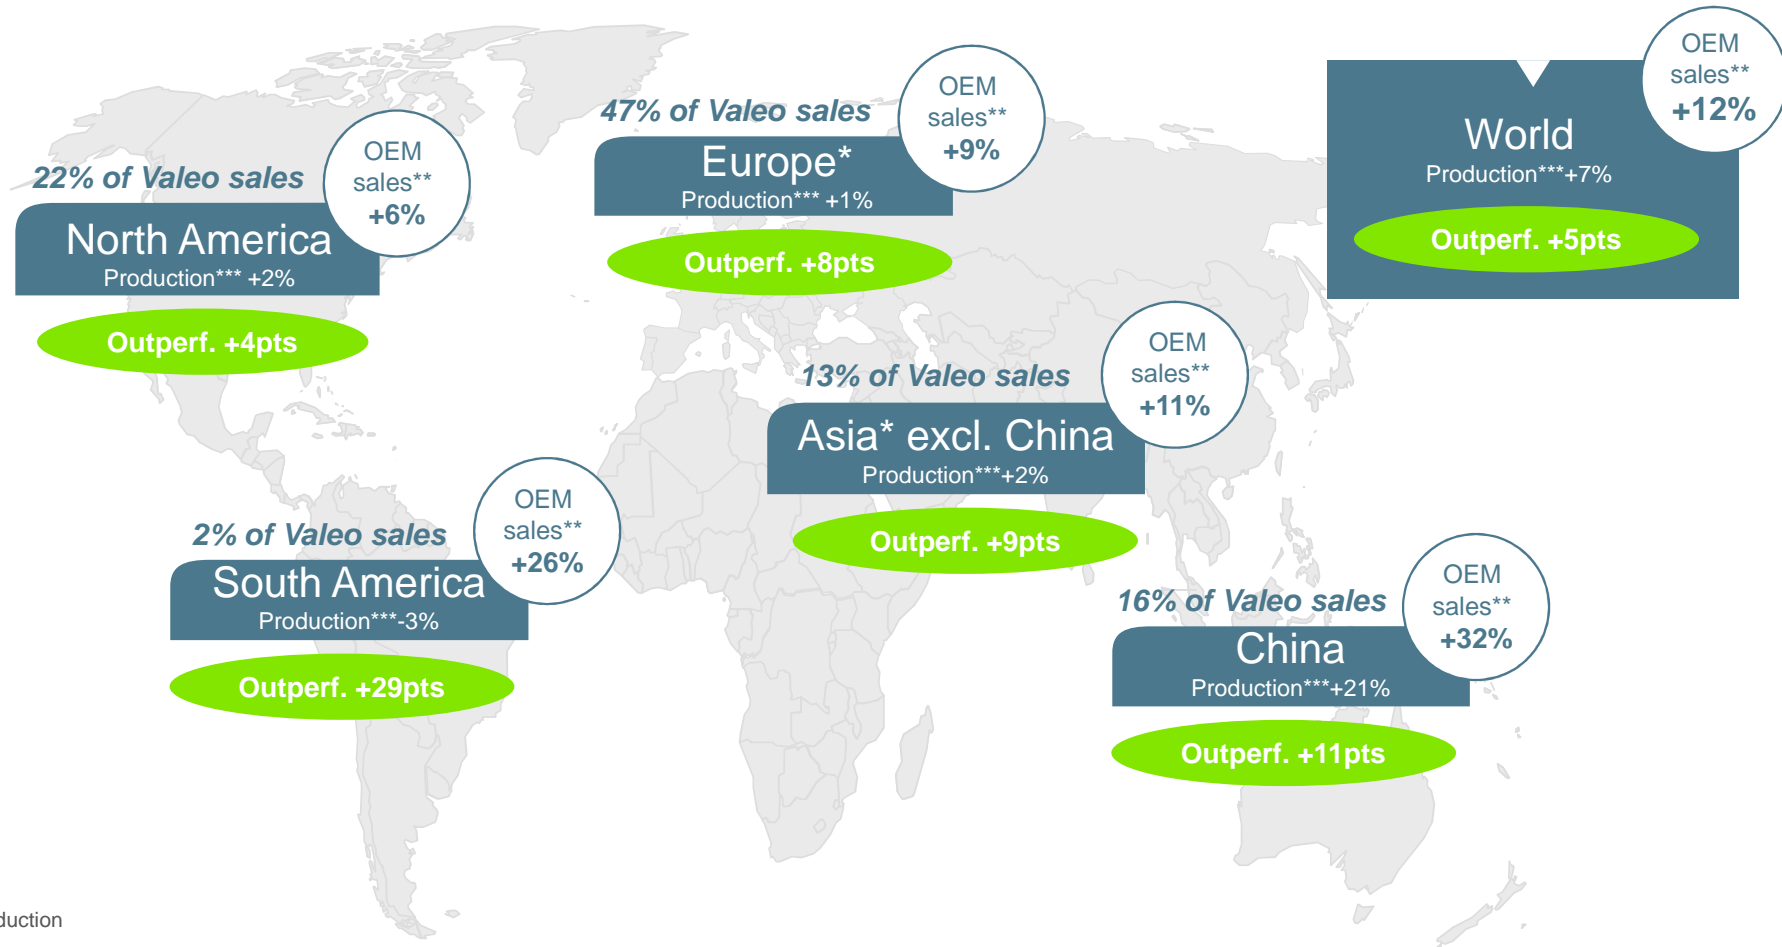 22% of Valeo sales
OEM
sales**
+6%
North America
Production*** +2%
Outperf. +4pts
47% of Valeo sales
OEM
sales**
+9%
Europe*
Production*** +1%
Outperf. +8pts
OEM
sales**
+12%
World
Production***+7%
Outperf. +5pts
13% of Valeo sales
OEM
sales**
+11%
Asia* excl. China
Production***+2%
Outperf. +9pts
2% of Valeo sales
OEM
sales**
+26%
South America
Production***-3%
Outperf. +29pts
16% of Valeo sales
OEM
sales**
+32%
China
Production***+21%
Outperf. +11pts